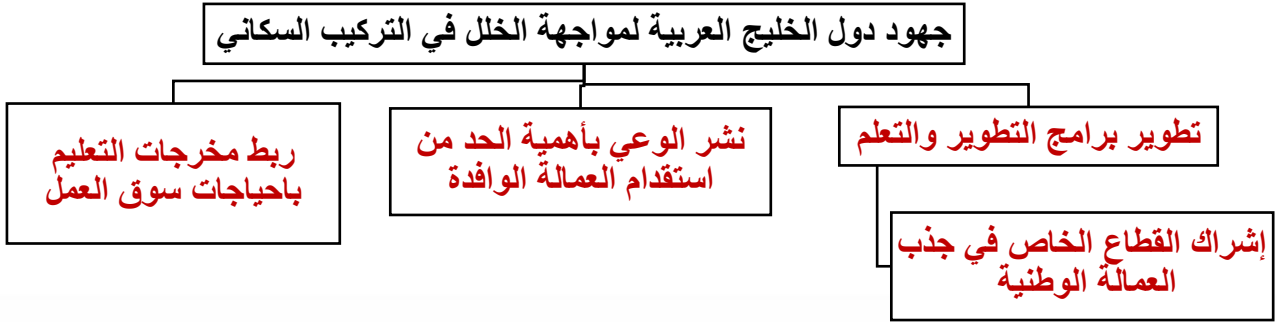 جهود دول الخليج العربية لمواجهة الخلل في التركيب السكاني
تطوير برامج التطوير والتعلم
نشر الوعي بأهمية الحد من
استقدام العمالة الوافدة
ربط مخرجات التعليم
باحياجات سوق العمل
إشراك القطاع الخاص في جذب
العمالة الوطنية